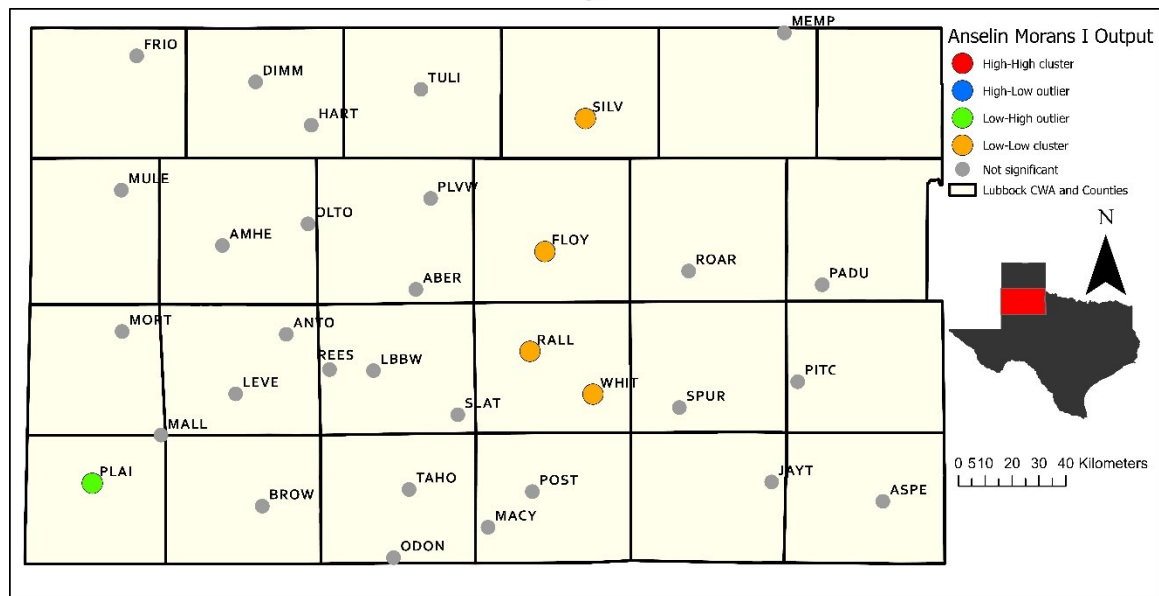 MEMP
FRIO
DIMM
TULI
HART
SILV
MULE
PLVW
OLTO
AMHE
FLOY
ROAR
ABER
PADU
MORT
ANTO
RALL
REES
LBBW
PITC
LEVE
WHIT
SPUR
SLAT
MALL
PLAI
TAHO
POST
JAYT
ASPE
BROW
MACY
ODON
Anselin Morans I Output
High-High cluster
High-Low outlier
Low-High outlier
Low-Low cluster
Not significant
Lubbock CWA and Counties
N
0 510 20 30 40 Kilometers